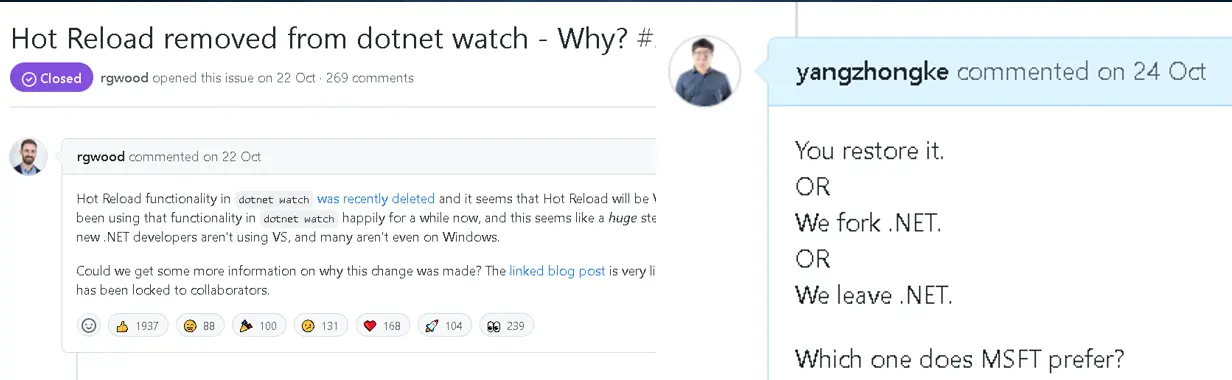 Hot Reload removed from dotnet watch - Why? #
Closed rgwood opened this issue on 22 Oct · 269 comments
rgwood commented on 22 Oct
Hot Reload functionality in dotnet watch was recently deleted and it seems that Hot Reload will be
been using that functionality in dotnet watch happily for a while now, and this seems like a huge ste
new .NET developers aren't using VS, and many aren't even on Windows.
Could we get some more information on why this change was made? The linked blog post is very li
has been locked to collaborators.
1937 88 100 131 168 104 239
yangzhongke commented on 24 Oct
You restore it.
OR
We fork .NET.
OR
We leave .NET.
Which one does MSFT prefer?